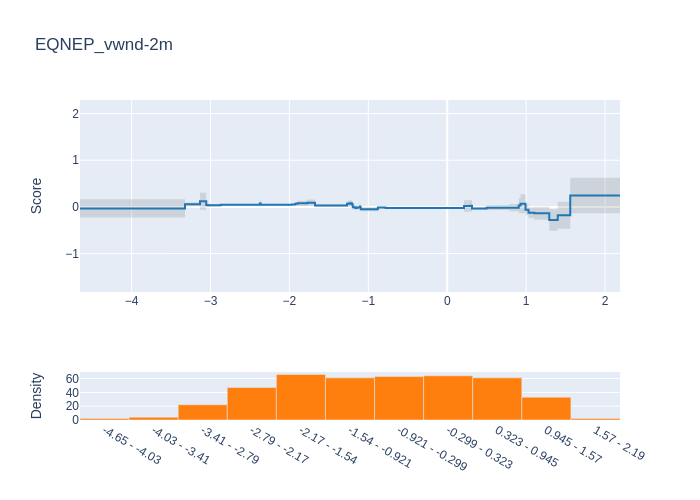 EQNEP_vwnd-2m
Score
2
1
0
−1
−4
−3
−2
−1
0
1
2
Density
60
40
20
0
-4.65 - -4.03
-4.03 - -3.41
-3.41 - -2.79
-2.79 - -2.17
-2.17 - -1.54
-1.54 - -0.921
-0.921 - -0.299
-0.299 - 0.323
0.323 - 0.945
0.945 - 1.57
1.57 - 2.19